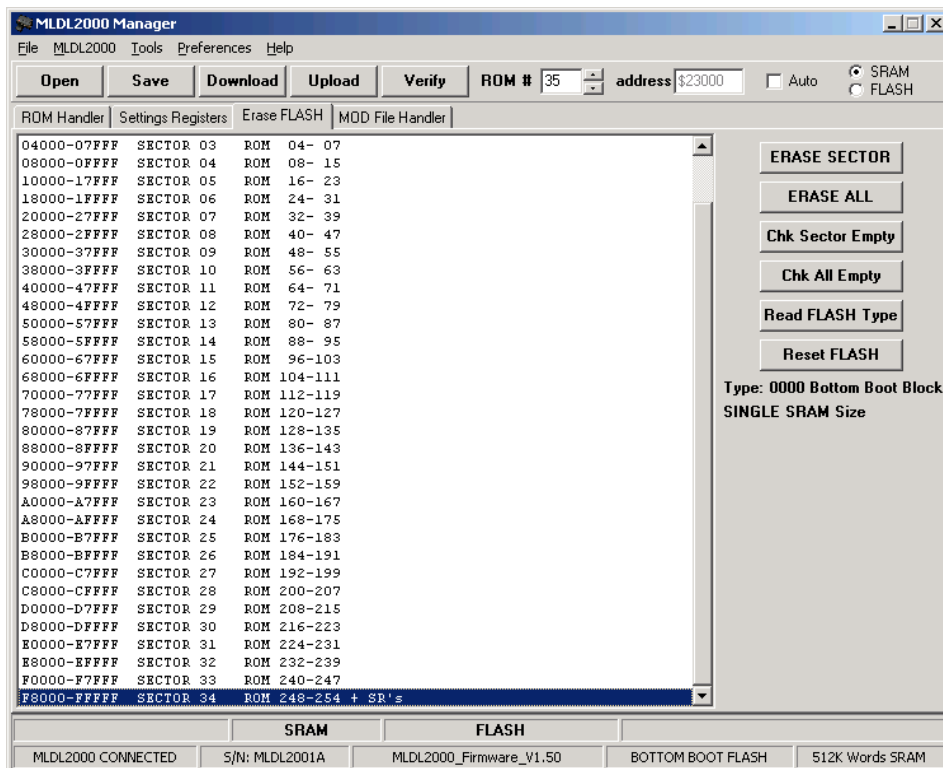 MLDL2000 Manager
File MLDL2000 Tools Preferences Help
Open Save Download Upload Verify ROM # 35 address $23000 Auto SRAM
FLASH
ROM Handler Settings Registers Erase FLASH MOD File Handler
04000-07FFF SECTOR 03 ROM 04- 07
08000-0FFFF SECTOR 04 ROM 08- 15
10000-17FFF SECTOR 05 ROM 16- 23
18000-1FFFF SECTOR 06 ROM 24- 31
20000-27FFF SECTOR 07 ROM 32- 39
28000-2FFFF SECTOR 08 ROM 40- 47
30000-37FFF SECTOR 09 ROM 48- 55
38000-3FFFF SECTOR 10 ROM 56- 63
40000-47FFF SECTOR 11 ROM 64- 71
48000-4FFFF SECTOR 12 ROM 72- 79
50000-57FFF SECTOR 13 ROM 80- 87
58000-5FFFF SECTOR 14 ROM 88- 95
60000-67FFF SECTOR 15 ROM 96-103
68000-6FFFF SECTOR 16 ROM 104-111
70000-77FFF SECTOR 17 ROM 112-119
78000-7FFFF SECTOR 18 ROM 120-127
80000-87FFF SECTOR 19 ROM 128-135
88000-8FFFF SECTOR 20 ROM 136-143
90000-97FFF SECTOR 21 ROM 144-151
98000-9FFFF SECTOR 22 ROM 152-159
A0000-A7FFF SECTOR 23 ROM 160-167
A8000-AFFFF SECTOR 24 ROM 168-175
B0000-B7FFF SECTOR 25 ROM 176-183
B8000-BFFFF SECTOR 26 ROM 184-191
C0000-C7FFF SECTOR 27 ROM 192-199
C8000-CFFFF SECTOR 28 ROM 200-207
D0000-D7FFF SECTOR 29 ROM 208-215
D8000-DFFFF SECTOR 30 ROM 216-223
E0000-E7FFF SECTOR 31 ROM 224-231
E8000-EFFFF SECTOR 32 ROM 232-239
F0000-F7FFF SECTOR 33 ROM 240-247
F8000-FFFFF SECTOR 34 ROM 248-254 + SR's
ERASE SECTOR
ERASE ALL
Chk Sector Empty
Chk All Empty
Read FLASH Type
Reset FLASH
Type: 0000 Bottom Boot Block
SINGLE SRAM Size
SRAM FLASH
MLDL2000 CONNECTED S/N: MLDL2001A MLDL2000_Firmware_V1.50 BOTTOM BOOT FLASH 512K Words SRAM